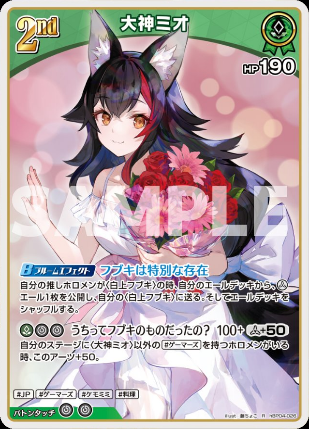 2nd
大神ミオ
HP190
SAMPLE
ブルームエフェクト フブキは特別な存在
自分の推しホロメンが〈白上フブキ〉の時、自分のエールデッキから、
エール1枚を公開し、自分の〈白上フブキ〉に送る。そしてエールデッキを
シャッフルする。
うちってフブキのものだったの? 100+ +50
自分のステージに〈大神ミオ〉以外の#ゲーマーズを持つホロメンがいる
時、このアーツ+50。
#JP #ゲーマーズ #ケモミミ #料理
バトンタッチ
R hBP04-026